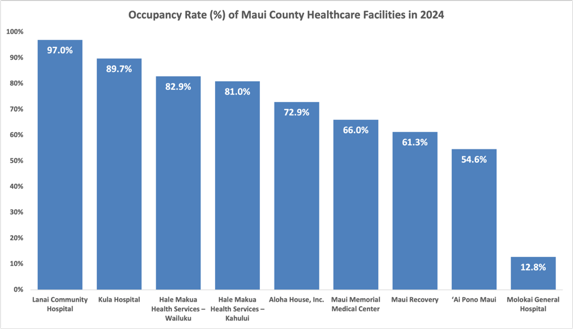 Occupancy Rate (%) of Maui County Healthcare Facilities in 2024
100%
90%
80%
70%
60%
50%
40%
30%
20%
10%
0%
97.0%
89.7%
82.9%
81.0%
72.9%
66.0%
61.3%
54.6%
12.8%
Lanai Community
Hospital
Kula Hospital
Hale Makua
Health Services –
Wailuku
Hale Makua
Health Services –
Kahului
Aloha House, Inc.
Maui Memorial
Medical Center
Maui Recovery
‘Ai Pono Maui
Molokai General
Hospital